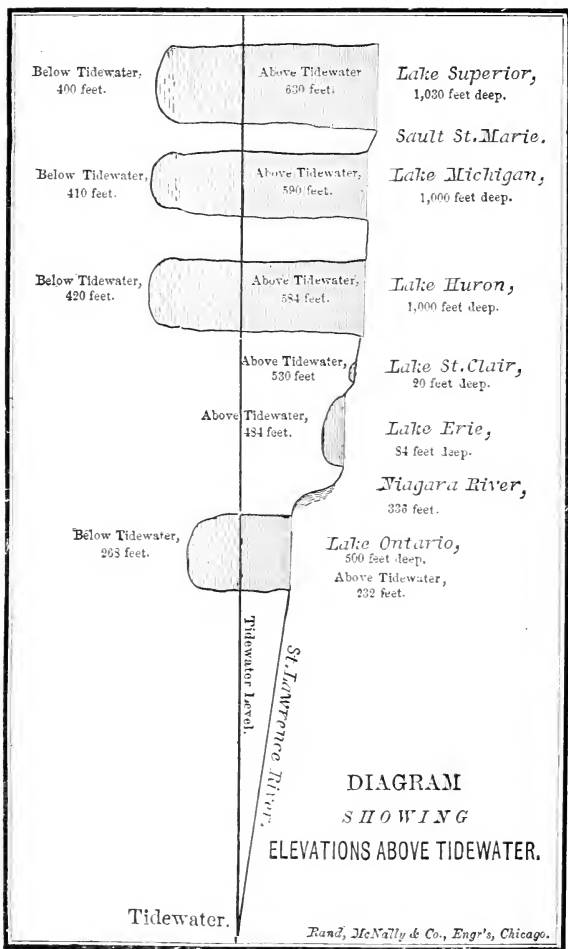 Below Tidewater,
400 feet.
Above Tidewater
630 feet.
Lake Superior,
1,030 feet deep.
Sault St. Marie.
Below Tidewater,
410 feet.
Above Tidewater,
590 feet.
Lake Michigan,
1,000 feet deep.
Below Tidewater,
420 feet.
Above Tidewater,
584 feet.
Lake Huron,
1,000 feet deep.
Above Tidewater,
530 feet
Lake St. Clair,
20 feet deep.
Above Tidewater,
484 feet.
Lake Erie,
84 feet deep.
Niagara River,
336 feet.
Below Tidewater,
268 feet.
Lake Ontario,
500 feet deep.
Above Tidewater,
232 feet.
Tidewater Level.
St. Lawrence River.
DIAGRAM
SHOWING
ELEVATIONS ABOVE TIDEWATER.
Tidewater.
Rand, McNally & Co., Engr's, Chicago.